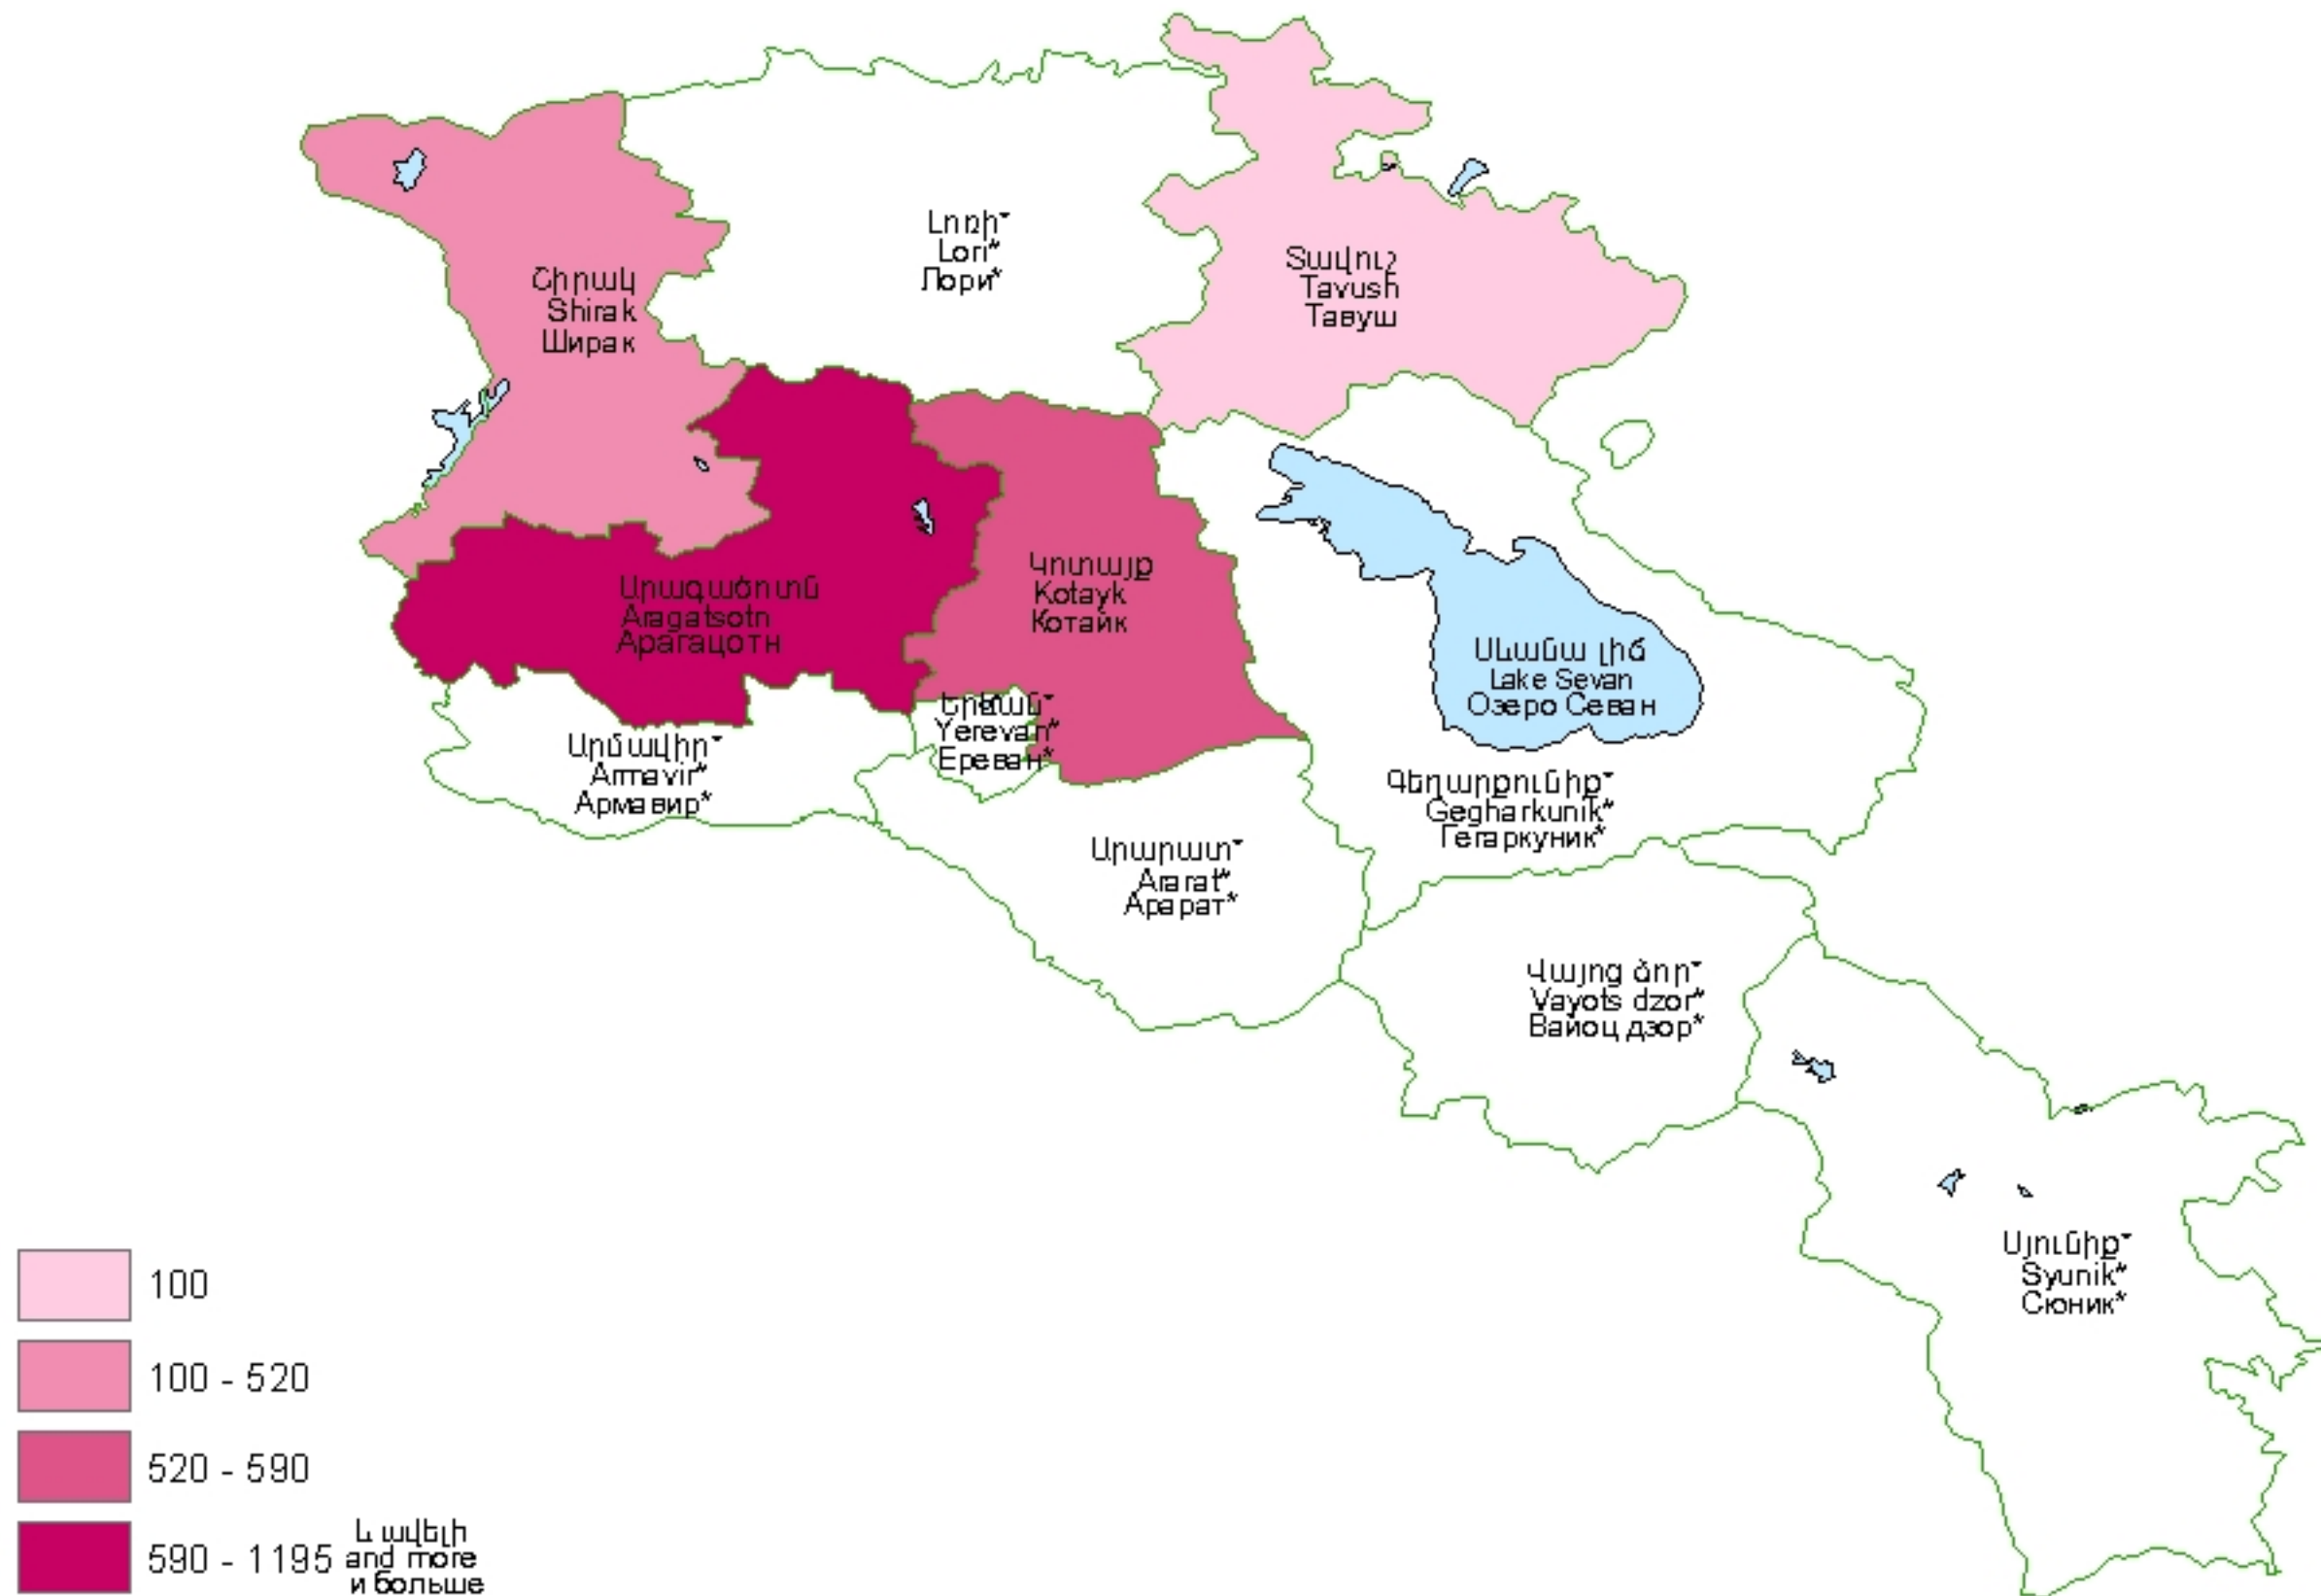 Լոռի*
Lori*
Лори*
Տավուշ
Tavush
Тавуш
Շիրակ
Shirak
Ширак
Կոտայք
Kotayk
Котайк
Արագածոտն
Aragatsotn
Арагацотн
Սևանա լիճ
Lake Sevan
Озеро Севан
Երևան*
Yerevan*
Ереван*
Արմավիր*
Armavir*
Армавир*
Գեղարքունիք*
Gegharkunik*
Гегаркуник*
Արարատ*
Ararat*
Арарат*
Վայոց ձոր*
Vayots dzor*
Вайоц дзор*
Սյունիք*
Syunik*
Сюник*
100
100 - 520
520 - 590
590 - 1195
և ավելի
and more
и больше